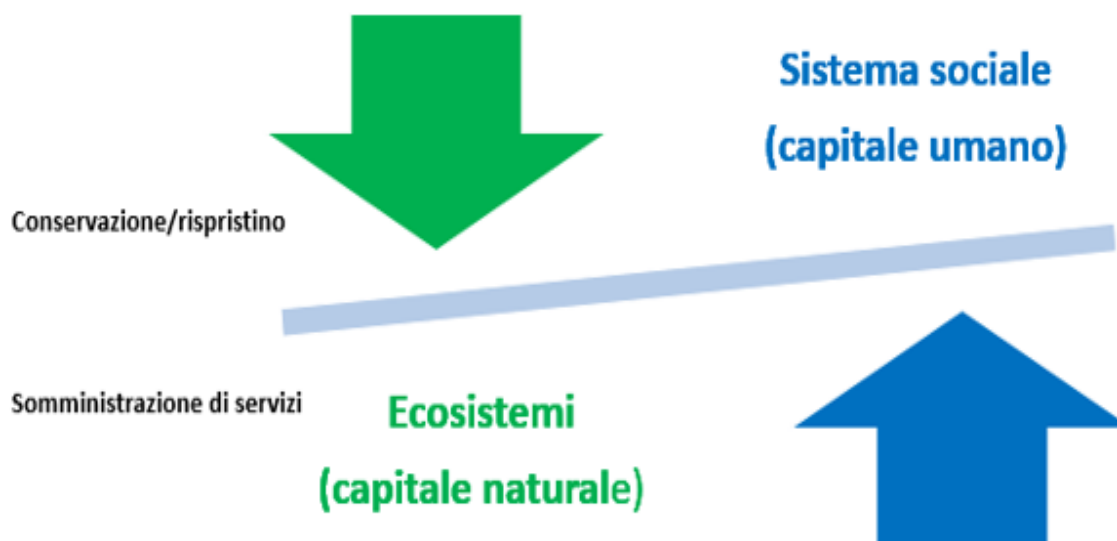 Sistema sociale
(capitale umano)
Conservazione/rispristino
Somministrazione di servizi
Ecosistemi
(capitale naturale)